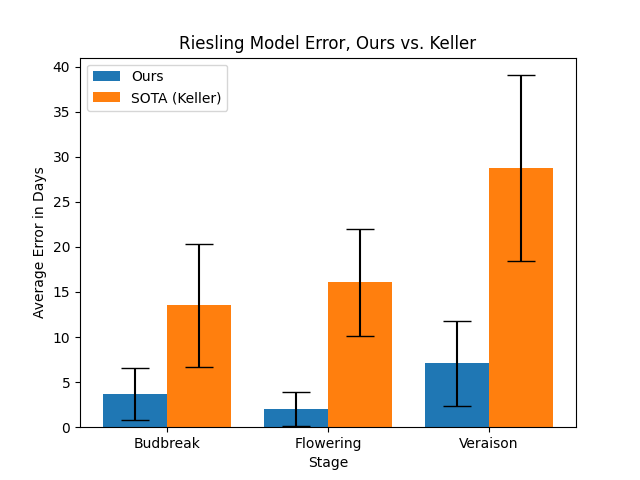 Riesling Model Error, Ours vs. Keller
Ours
SOTA (Keller)
40
35
30
25
20
15
10
5
0
Average Error in Days
Budbreak
Flowering
Veraison
Stage